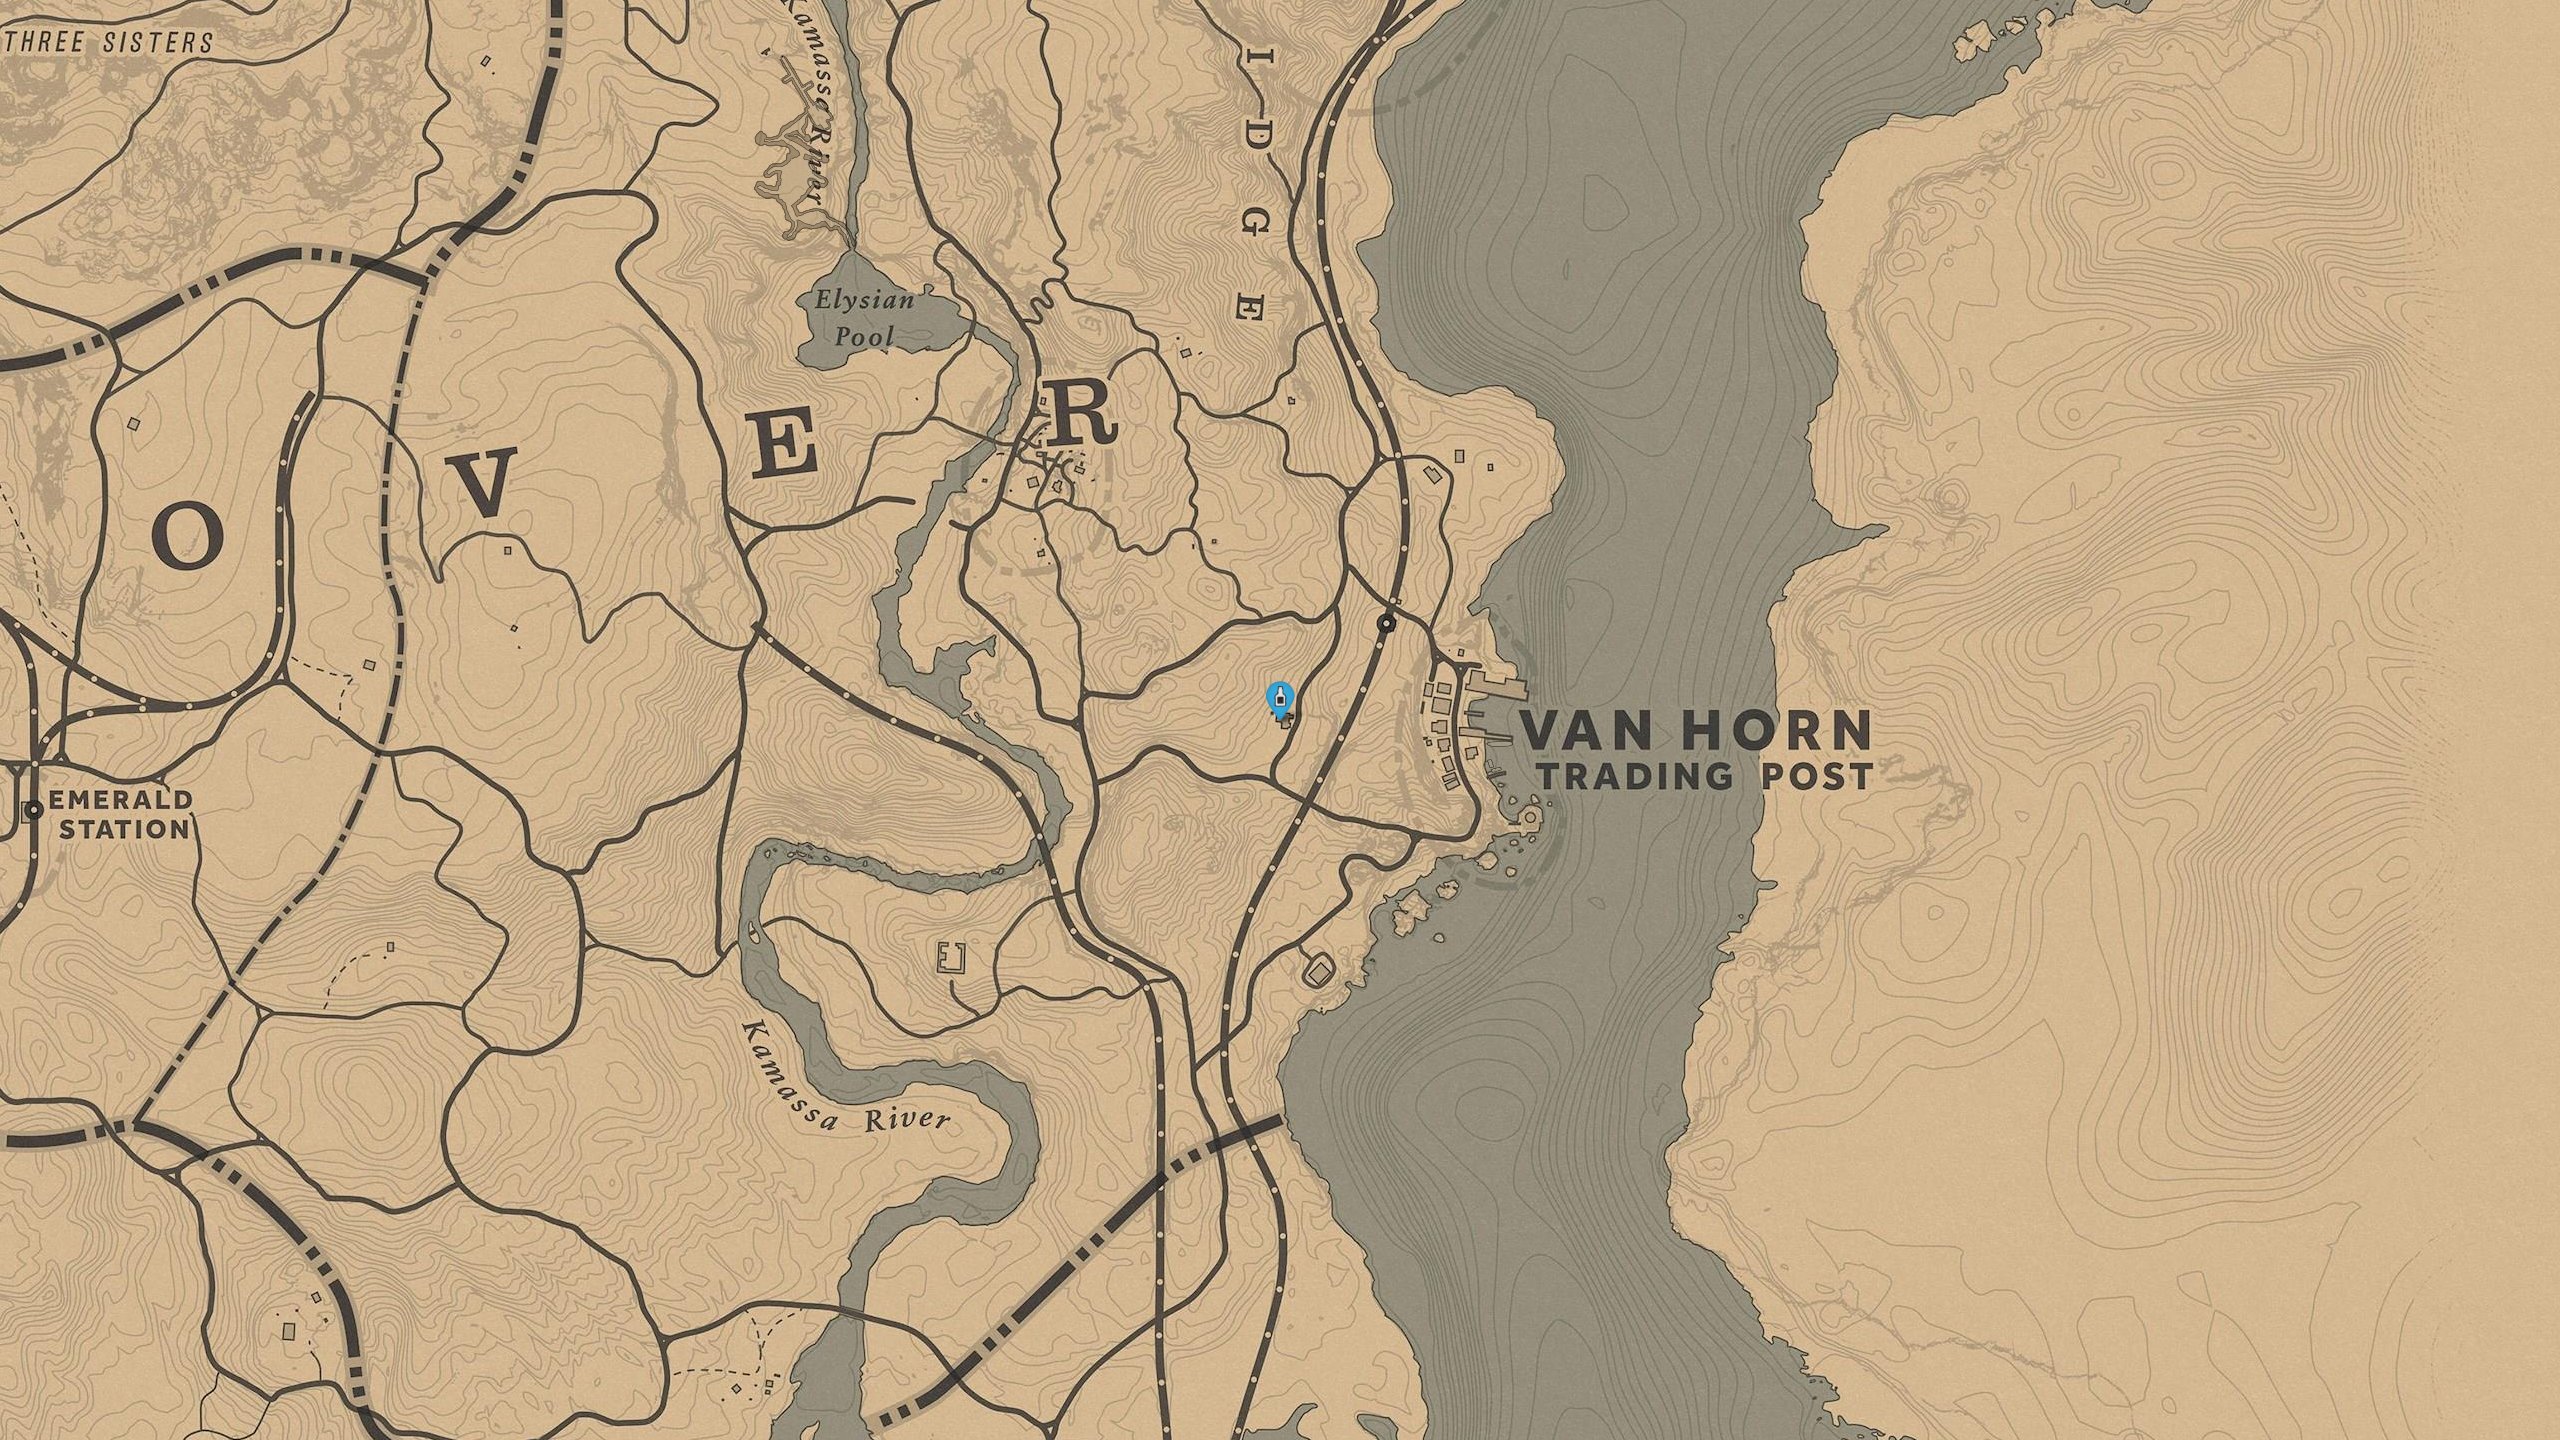 THREE SISTERS
Kamassa River
I
D
G
E
Elysian
Pool
R
E
V
O
VAN HORN
TRADING POST
EMERALD
STATION
Kamassa River